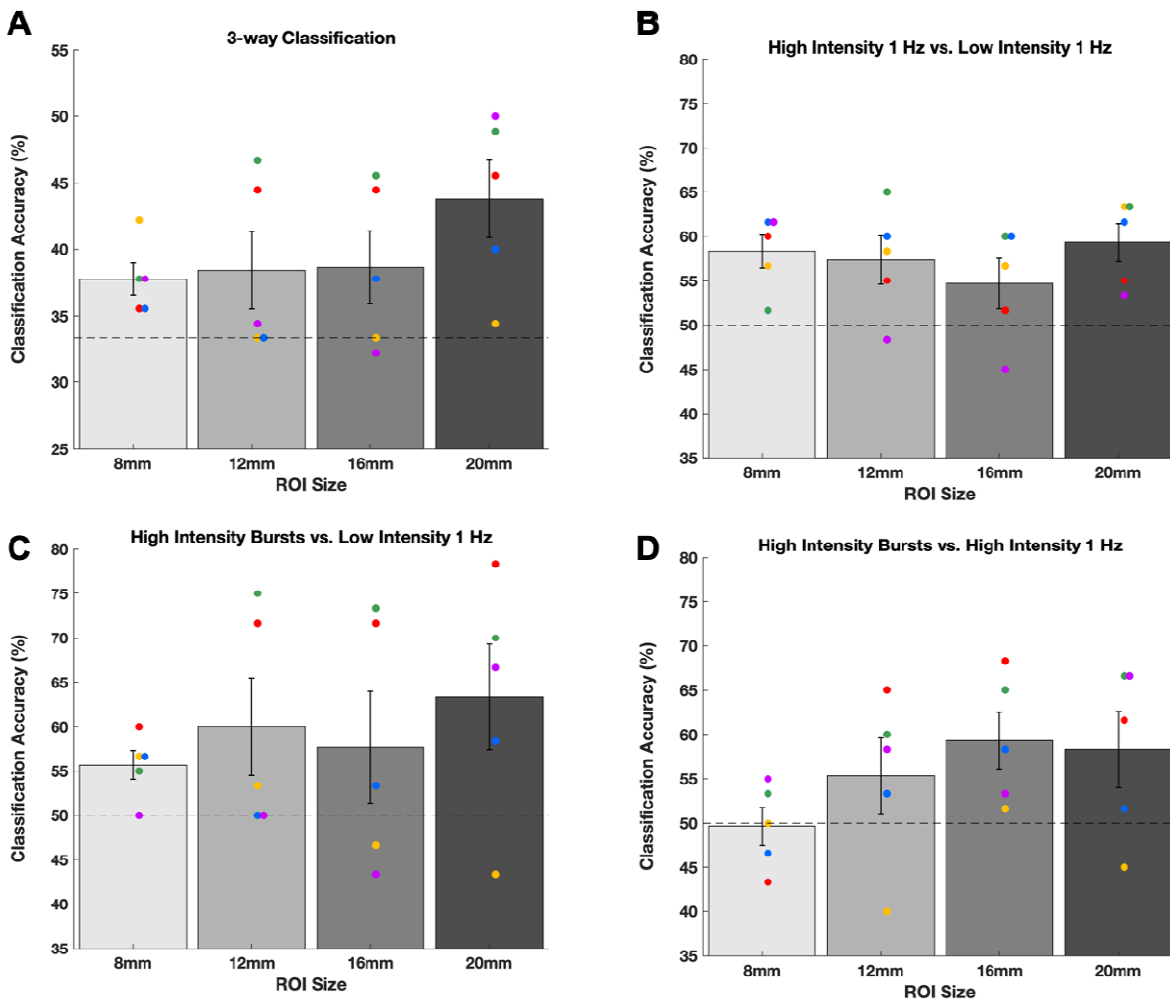 A
3-way Classification
Classification Accuracy (%)
55
50
45
40
35
30
25
8mm
12mm
16mm
20mm
ROI Size
B
High Intensity 1 Hz vs. Low Intensity 1 Hz
Classification Accuracy (%)
80
75
70
65
60
55
50
45
40
35
8mm
12mm
16mm
20mm
ROI Size
C
High Intensity Bursts vs. Low Intensity 1 Hz
Classification Accuracy (%)
80
75
70
65
60
55
50
45
40
35
8mm
12mm
16mm
20mm
ROI Size
D
High Intensity Bursts vs. High Intensity 1 Hz
Classification Accuracy (%)
80
75
70
65
60
55
50
45
40
35
8mm
12mm
16mm
20mm
ROI Size